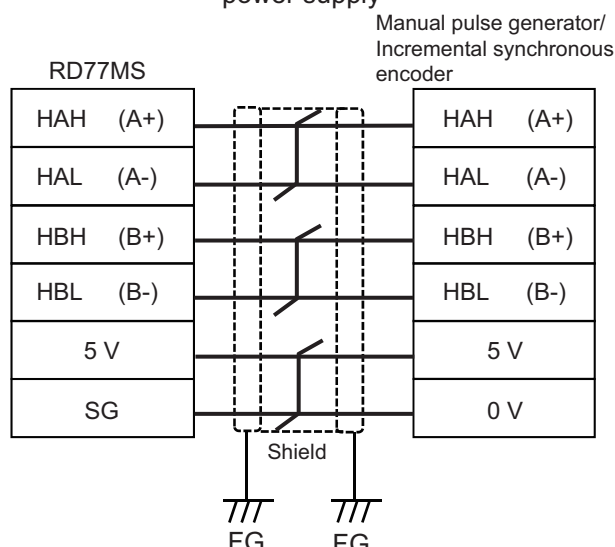 power supply
Manual pulse generator/
Incremental synchronous
encoder
RD77MS
HAH (A+)
HAL (A-)
HBH (B+)
HBL (B-)
5 V
SG
HAH (A+)
HAL (A-)
HBH (B+)
HBL (B-)
5 V
0 V
Shield
FG
FG